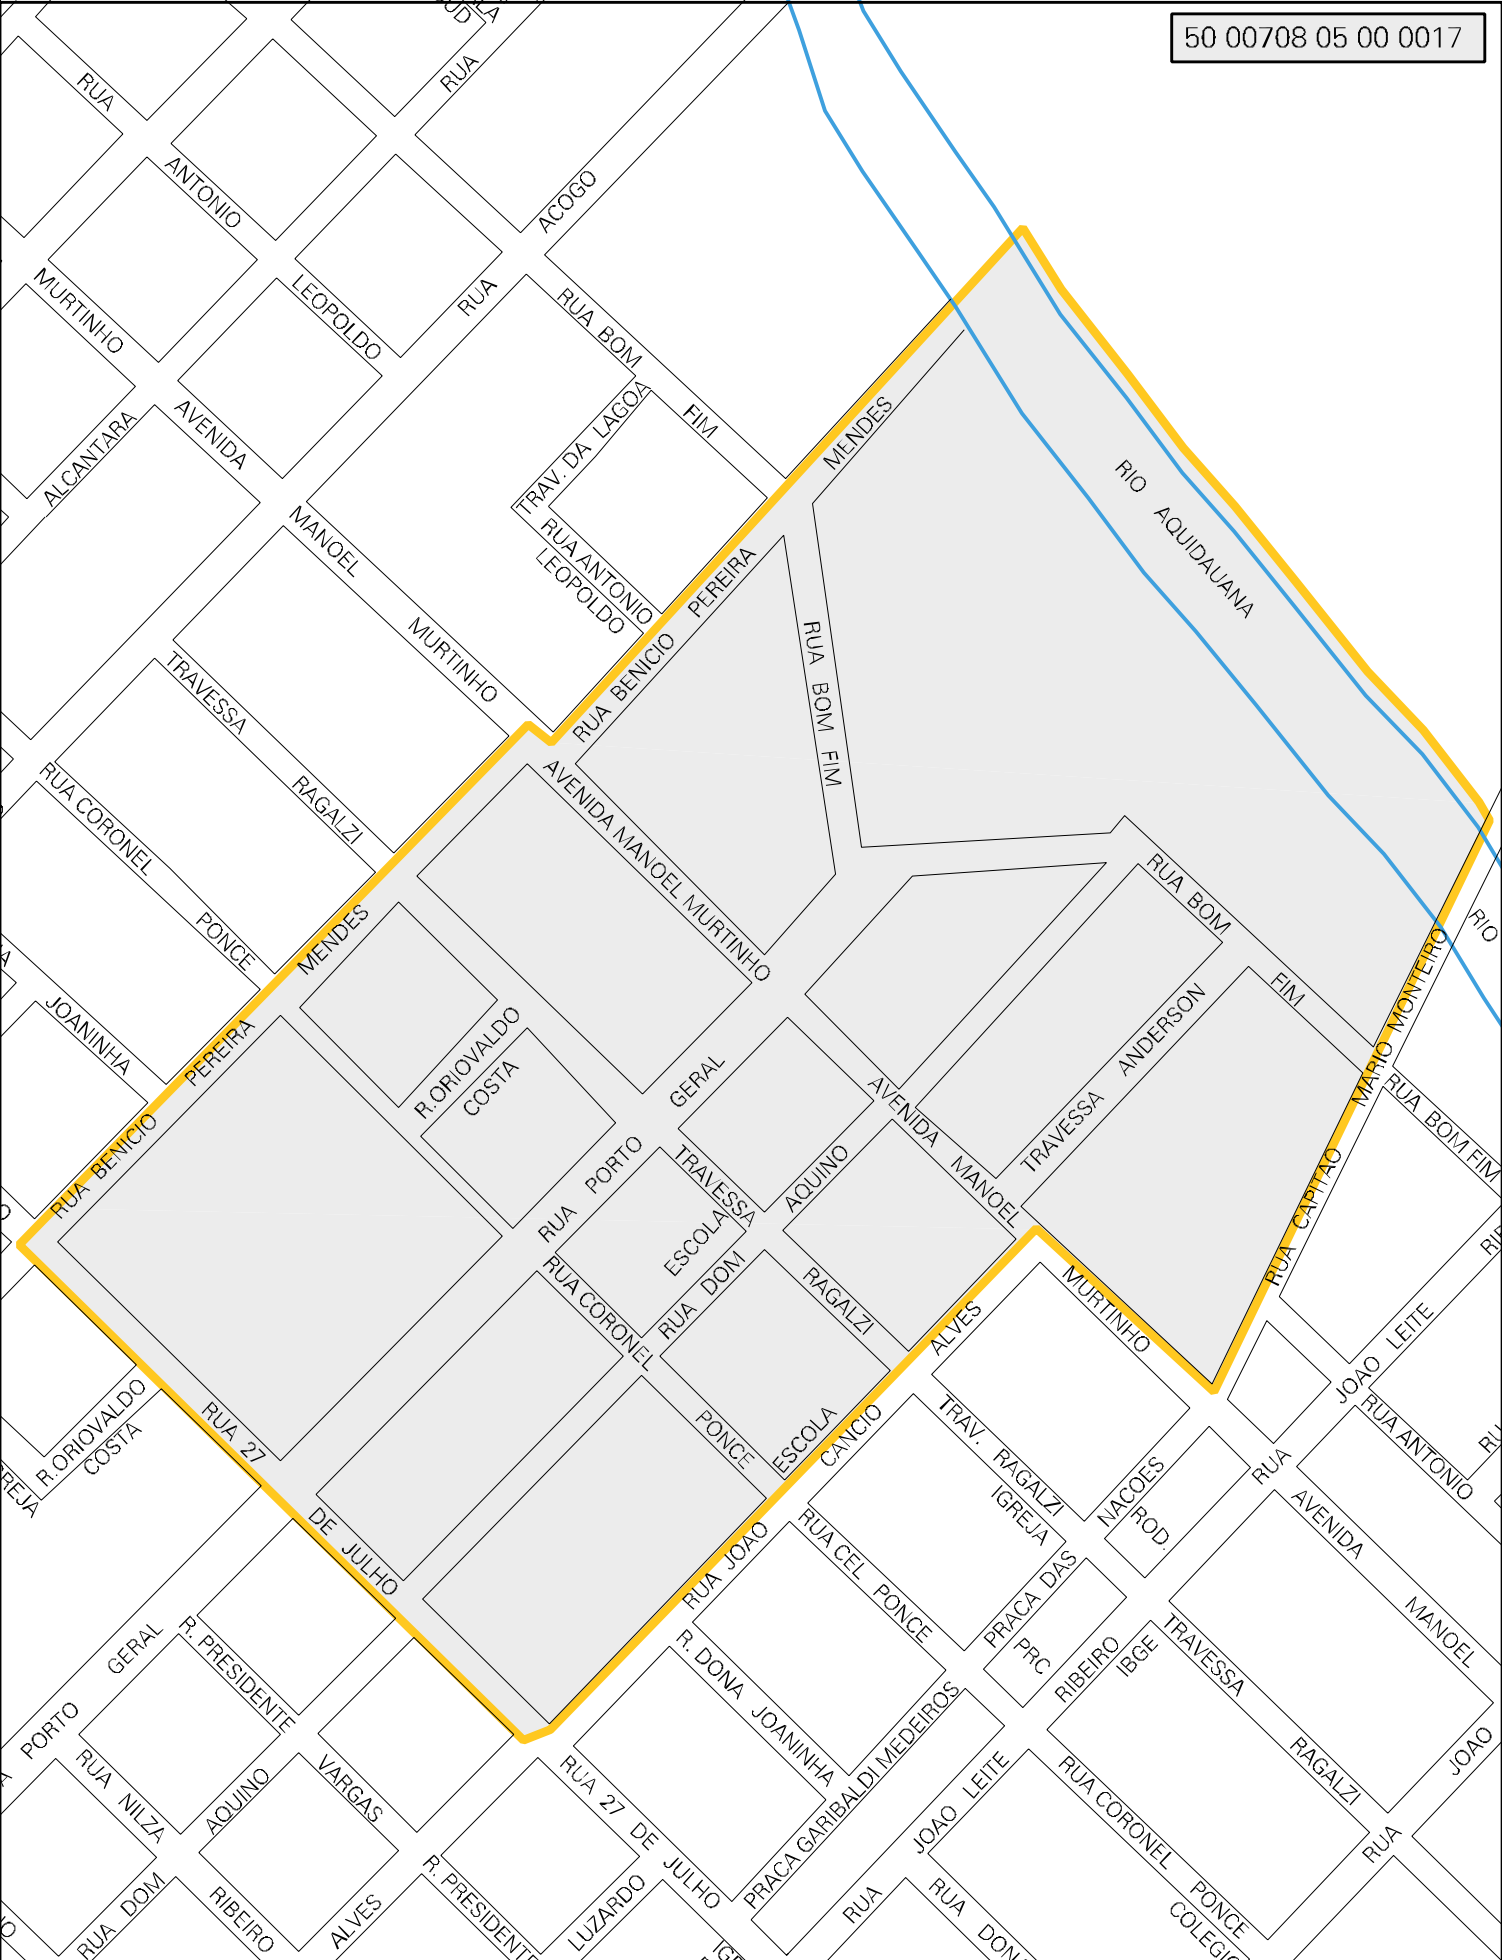 50 00708 05 00 0017
RUD
RUA
RUA
ANTONIO
ACOGO
MURTINHO
LEOPOLDO
RUA
RUA BOM
FIM
TRAV. DA LAGOA
ALCANTARA
AVENIDA
MENDES
RIO AQUIDAUANA
MANOEL
MURTINHO
RUA ANTONIO
LEOPOLDO
PEREIRA
RUA BENICIO
RUA BOM FIM
TRAVESSA
RAGALZI
RUA CORONEL
PONCE
AVENIDA MANOEL MURTINHO
RUA BOM
FIM
RIO
MENDES
JOANINHA
PEREIRA
RUA BENICIO
R.ORIOVALDO
COSTA
GERAL
RUA PORTO
TRAVESSA
ANDERSON
RUA CAPITAO MARIO MONTEIRO
RUA BOM FIM
AVENIDA MANOEL
MURTINHO
TRAVESSA
RAGALZI
AQUINO
ESCOLA
RUA DOM
RUA CORONEL
PONCE
ESCOLA
ALVES
CANCIO
RUA JOAO
RUA 27
DE JULHO
R.ORIOVALDO
COSTA
REJA
JOAO LEITE
RUA
RUA ANTONIO
TRAV. RAGALZI
IGREJA
NACOES
ROD.
AVENIDA
MANOEL
RUA CEL PONCE
PRACA DAS
PRC
RIBEIRO
IBGE
TRAVESSA
RAGALZI
JOAO
RUA
R. DONA JOANINHA
PRACA GARIBALDI MEDEIROS
GERAL
PORTO
R. PRESIDENTE
VARGAS
RUA NILZA
AQUINO
RUA DOM
RIBEIRO
ALVES
RUA 27 DE JULHO
R. PRESIDENTE
LUZARDO
JOAO LEITE
RUA
RUA CORONEL
PONCE
COLEGIO
RUA DONA